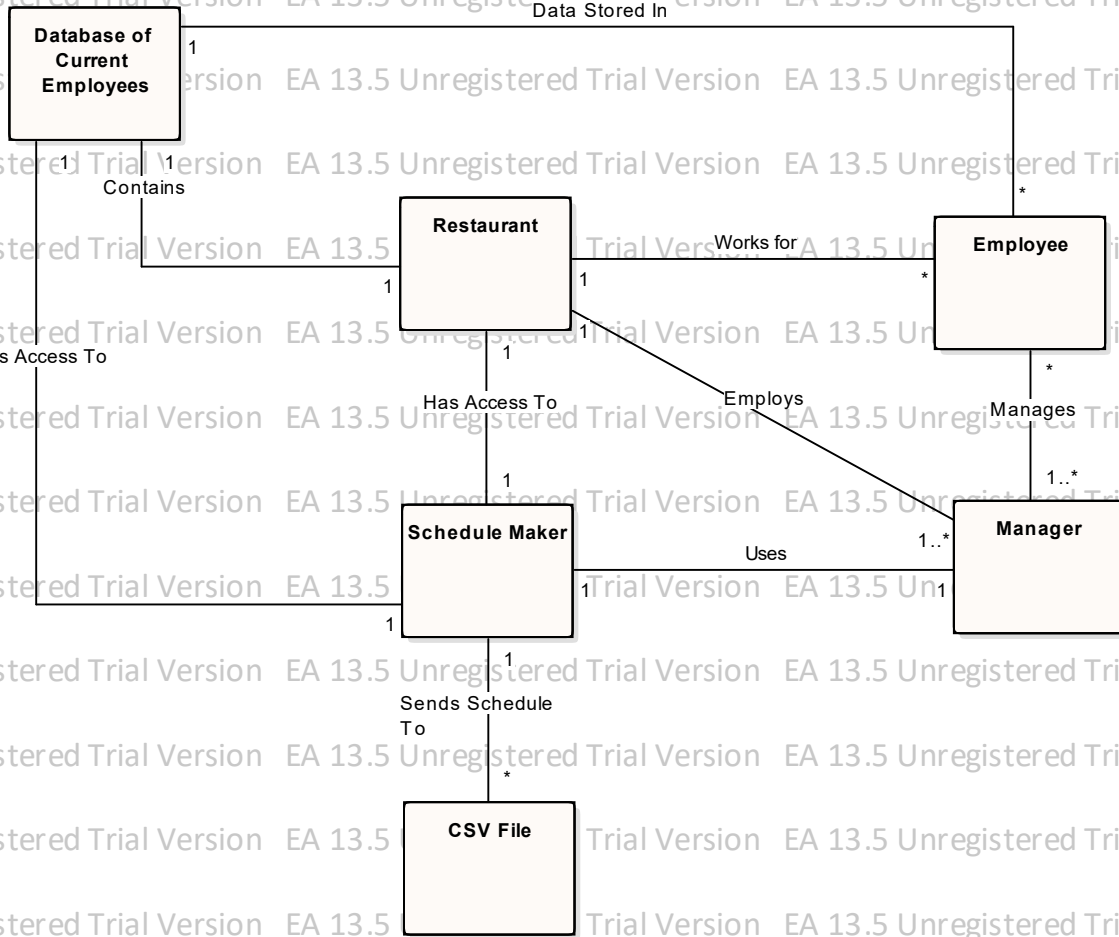 Data Stored In
Database of
Current
Employees
1
*
1
1
Contains
Restaurant
Works for
Employee
1
1
*
1
1
*
s Access To
Has Access To
Employs
Manages
1
1..*
Schedule Maker
Manager
1..*
Uses
1
1
1
1
Sends Schedule
To
*
CSV File
EA 13.5 Unregistered Trial Version